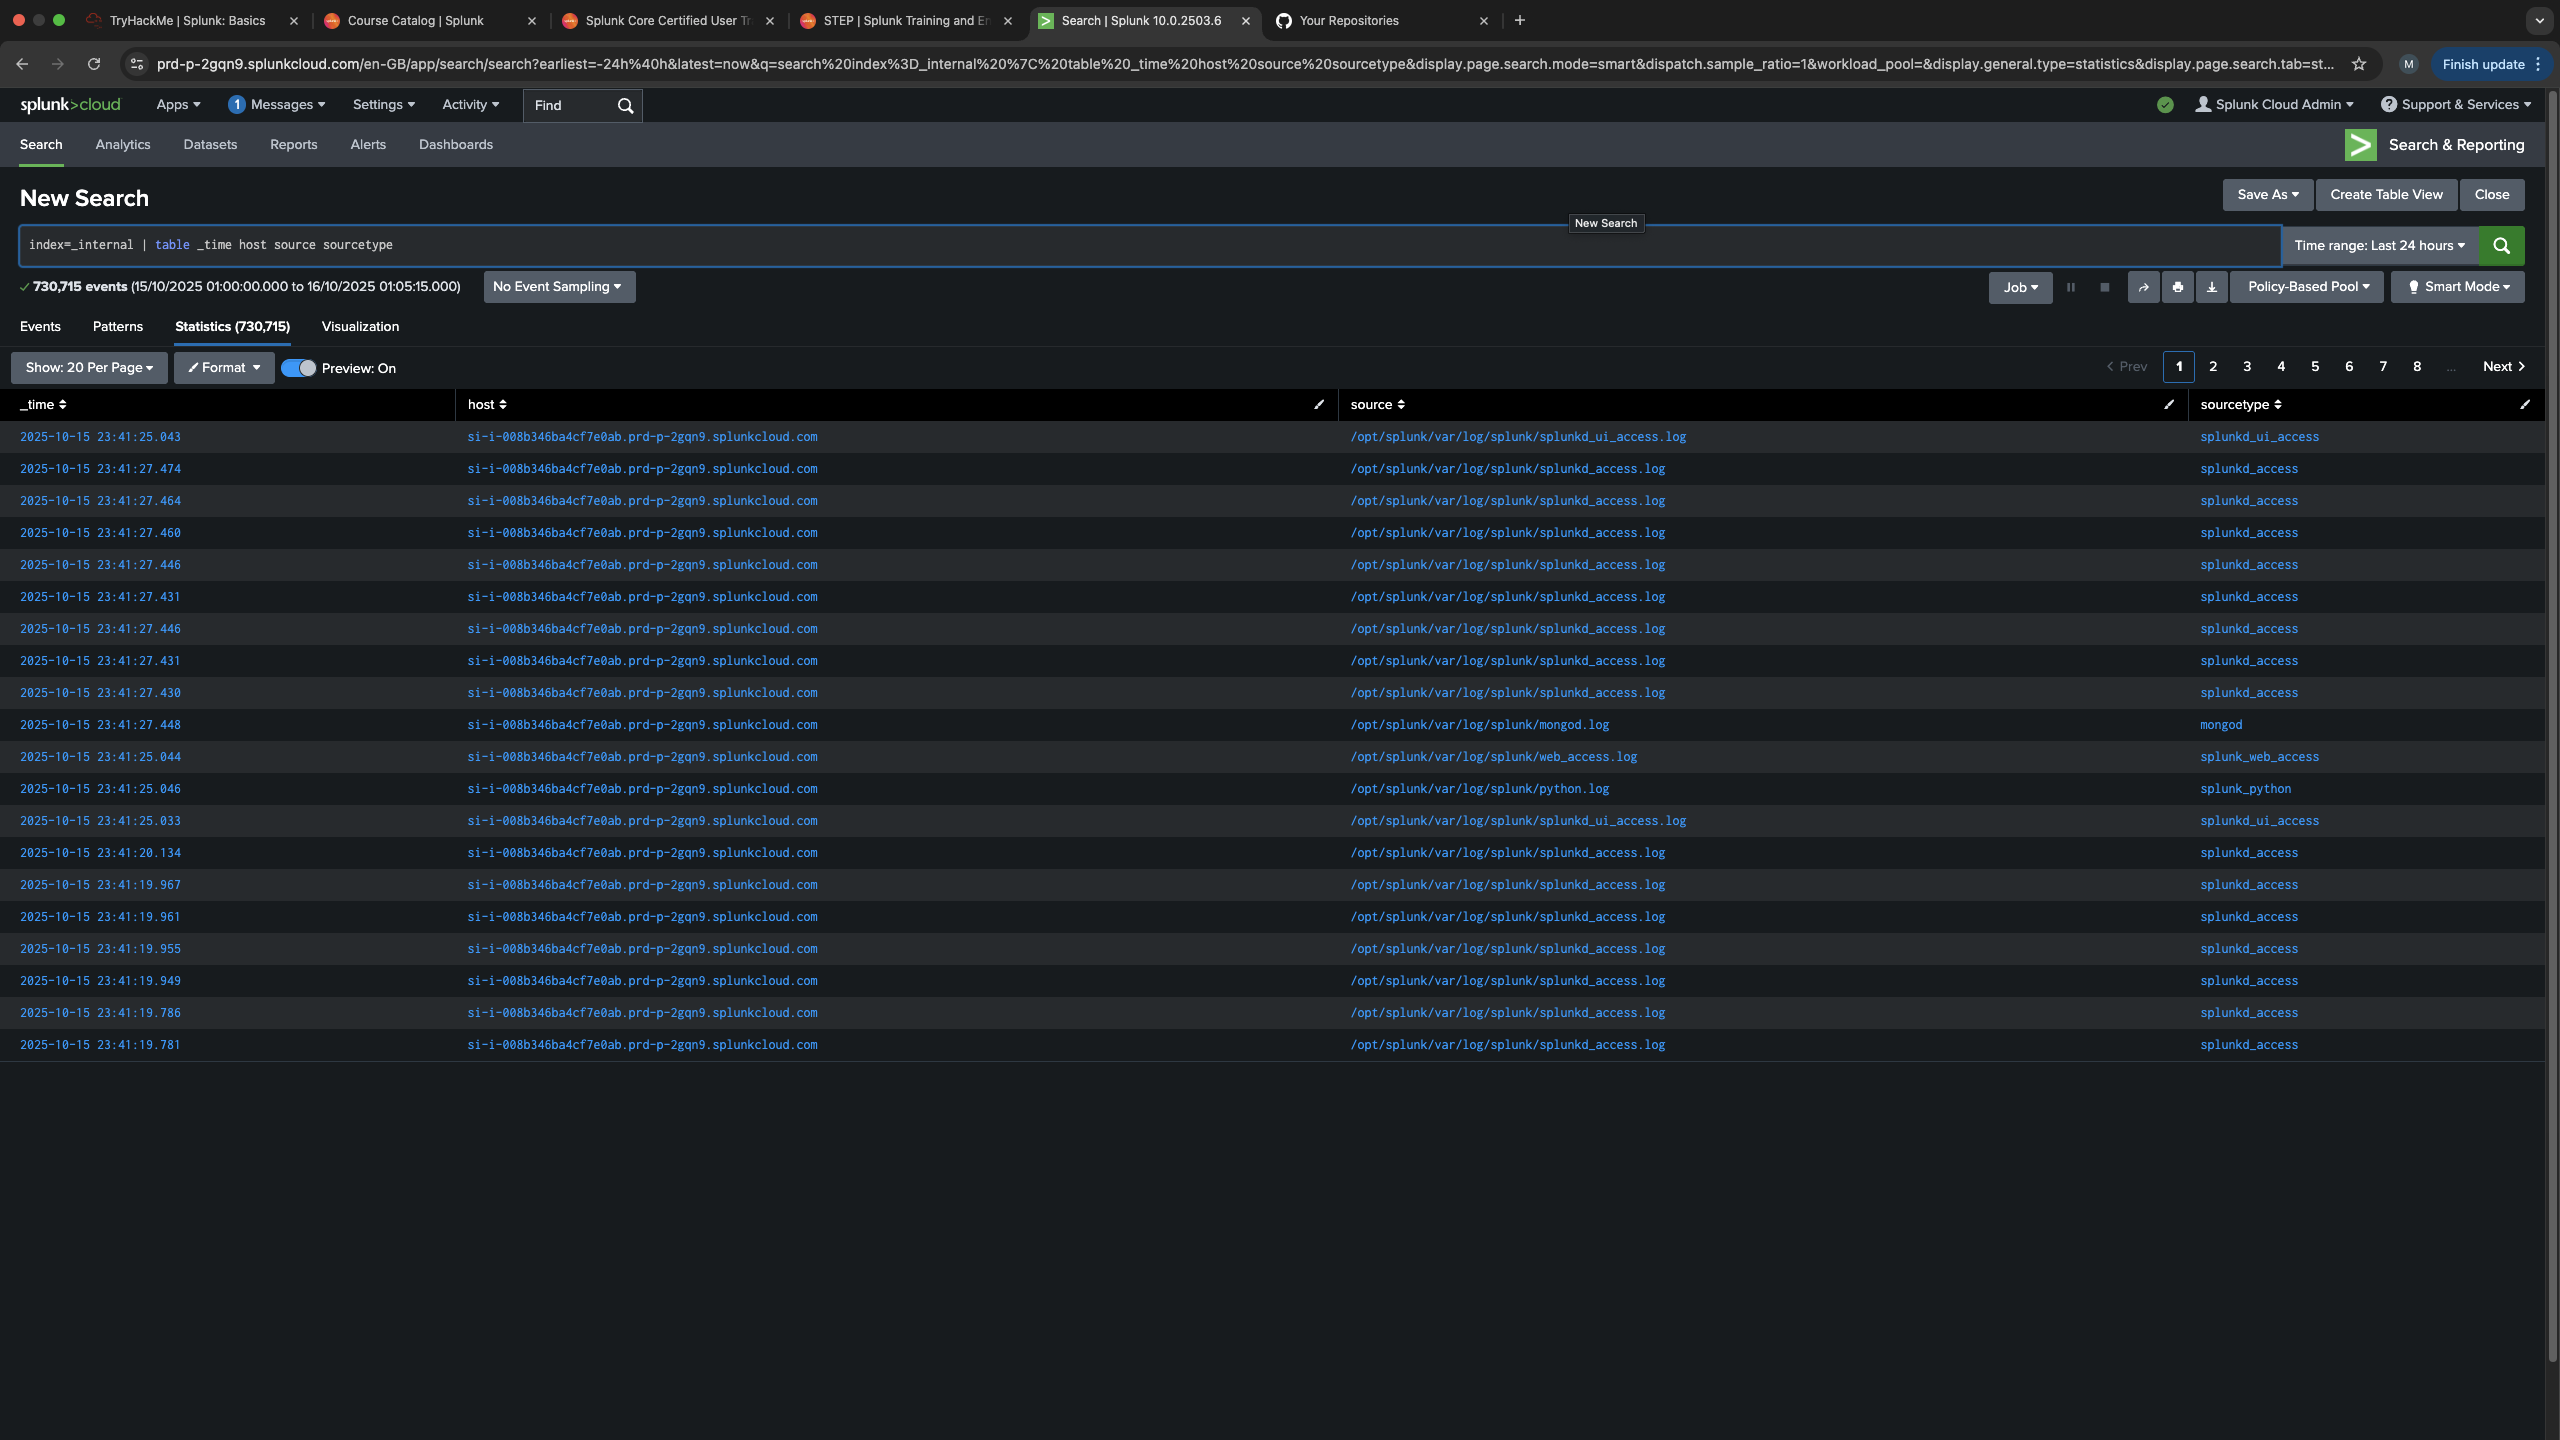 TryHackMe | Splunk: Basics
Course Catalog | Splunk
Splunk Core Certified User Tr
STEP | Splunk Training and En
Search | Splunk 10.0.2503.6
Your Repositories
prd-p-2gqn9.splunkcloud.com/en-GB/app/search/search?earliest=-24h%40h&latest=now&q=search%20index%3D_internal%20%7C%20table%20_time%20host%20source%20sourcetype&display.page.search.mode=smart&dispatch.sample_ratio=1&workload_pool=&display.general.type=statistics&display.page.search.tab=st...
M
Finish update
splunk>cloud Apps 1 Messages Settings Activity Find Splunk Cloud Admin ? Support & Services
Search Analytics Datasets Reports Alerts Dashboards > Search & Reporting
New Search Save As Create Table View Close
New Search
index=_internal | table _time host source sourcetype Time range: Last 24 hours
✓ 730,715 events (15/10/2025 01:00:00.000 to 16/10/2025 01:05:15.000) No Event Sampling Job Policy-Based Pool Smart Mode
Events Patterns Statistics (730,715) Visualization
Show: 20 Per Page Format Preview: On < Prev 1 2 3 4 5 6 7 8 ... Next >
_time host source sourcetype
2025-10-15 23:41:25.043 si-i-008b346ba4cf7e0ab.prd-p-2gqn9.splunkcloud.com /opt/splunk/var/log/splunk/splunkd_ui_access.log splunkd_ui_access
2025-10-15 23:41:27.474 si-i-008b346ba4cf7e0ab.prd-p-2gqn9.splunkcloud.com /opt/splunk/var/log/splunk/splunkd_access.log splunkd_access
2025-10-15 23:41:27.464 si-i-008b346ba4cf7e0ab.prd-p-2gqn9.splunkcloud.com /opt/splunk/var/log/splunk/splunkd_access.log splunkd_access
2025-10-15 23:41:27.460 si-i-008b346ba4cf7e0ab.prd-p-2gqn9.splunkcloud.com /opt/splunk/var/log/splunk/splunkd_access.log splunkd_access
2025-10-15 23:41:27.446 si-i-008b346ba4cf7e0ab.prd-p-2gqn9.splunkcloud.com /opt/splunk/var/log/splunk/splunkd_access.log splunkd_access
2025-10-15 23:41:27.431 si-i-008b346ba4cf7e0ab.prd-p-2gqn9.splunkcloud.com /opt/splunk/var/log/splunk/splunkd_access.log splunkd_access
2025-10-15 23:41:27.446 si-i-008b346ba4cf7e0ab.prd-p-2gqn9.splunkcloud.com /opt/splunk/var/log/splunk/splunkd_access.log splunkd_access
2025-10-15 23:41:27.431 si-i-008b346ba4cf7e0ab.prd-p-2gqn9.splunkcloud.com /opt/splunk/var/log/splunk/splunkd_access.log splunkd_access
2025-10-15 23:41:27.430 si-i-008b346ba4cf7e0ab.prd-p-2gqn9.splunkcloud.com /opt/splunk/var/log/splunk/splunkd_access.log splunkd_access
2025-10-15 23:41:27.448 si-i-008b346ba4cf7e0ab.prd-p-2gqn9.splunkcloud.com /opt/splunk/var/log/splunk/mongod.log mongod
2025-10-15 23:41:25.044 si-i-008b346ba4cf7e0ab.prd-p-2gqn9.splunkcloud.com /opt/splunk/var/log/splunk/web_access.log splunk_web_access
2025-10-15 23:41:25.046 si-i-008b346ba4cf7e0ab.prd-p-2gqn9.splunkcloud.com /opt/splunk/var/log/splunk/python.log splunk_python
2025-10-15 23:41:25.033 si-i-008b346ba4cf7e0ab.prd-p-2gqn9.splunkcloud.com /opt/splunk/var/log/splunk/splunkd_ui_access.log splunkd_ui_access
2025-10-15 23:41:20.134 si-i-008b346ba4cf7e0ab.prd-p-2gqn9.splunkcloud.com /opt/splunk/var/log/splunk/splunkd_access.log splunkd_access
2025-10-15 23:41:19.967 si-i-008b346ba4cf7e0ab.prd-p-2gqn9.splunkcloud.com /opt/splunk/var/log/splunk/splunkd_access.log splunkd_access
2025-10-15 23:41:19.961 si-i-008b346ba4cf7e0ab.prd-p-2gqn9.splunkcloud.com /opt/splunk/var/log/splunk/splunkd_access.log splunkd_access
2025-10-15 23:41:19.955 si-i-008b346ba4cf7e0ab.prd-p-2gqn9.splunkcloud.com /opt/splunk/var/log/splunk/splunkd_access.log splunkd_access
2025-10-15 23:41:19.949 si-i-008b346ba4cf7e0ab.prd-p-2gqn9.splunkcloud.com /opt/splunk/var/log/splunk/splunkd_access.log splunkd_access
2025-10-15 23:41:19.786 si-i-008b346ba4cf7e0ab.prd-p-2gqn9.splunkcloud.com /opt/splunk/var/log/splunk/splunkd_access.log splunkd_access
2025-10-15 23:41:19.781 si-i-008b346ba4cf7e0ab.prd-p-2gqn9.splunkcloud.com /opt/splunk/var/log/splunk/splunkd_access.log splunkd_access